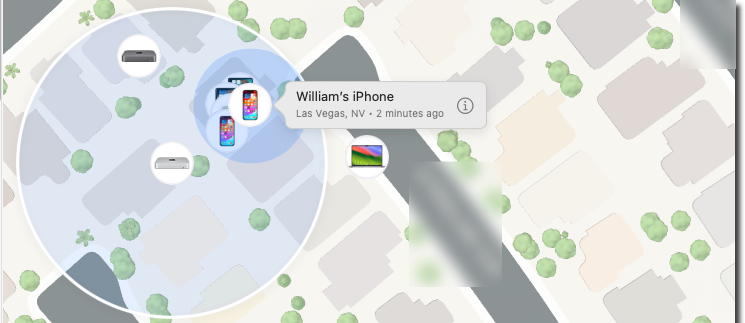 William’s iPhone
Las Vegas, NV • 2 minutes ago